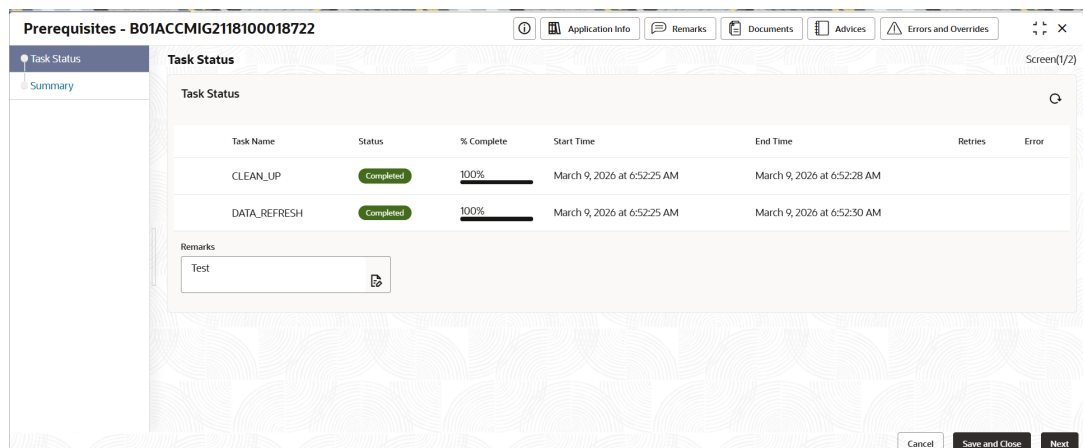 Prerequisites - B01ACCMIG2118100018722
Application Info
Remarks
Documents
Advices
Errors and Overrides
Task Status
Summary
Task Status
Screen(1/2)
Task Status
Task Name Status % Complete Start Time End Time Retries Error
CLEAN_UP Completed 100% March 9, 2026 at 6:52:25 AM March 9, 2026 at 6:52:28 AM
DATA_REFRESH Completed 100% March 9, 2026 at 6:52:25 AM March 9, 2026 at 6:52:30 AM
Remarks
Test
Cancel Save and Close Next